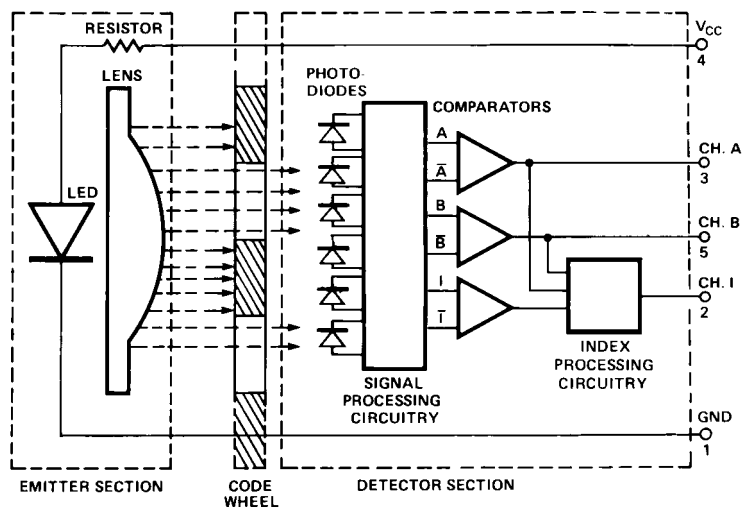 RESISTOR
VCC
4
LENS
PHOTO-
DIODES
COMPARATORS
A
CH. A
A̅
3
LED
B
CH. B
B̅
5
I
CH. I
I̅
2
INDEX
PROCESSING
CIRCUITRY
SIGNAL
PROCESSING
CIRCUITRY
GND
1
EMITTER SECTION
CODE
WHEEL
DETECTOR SECTION